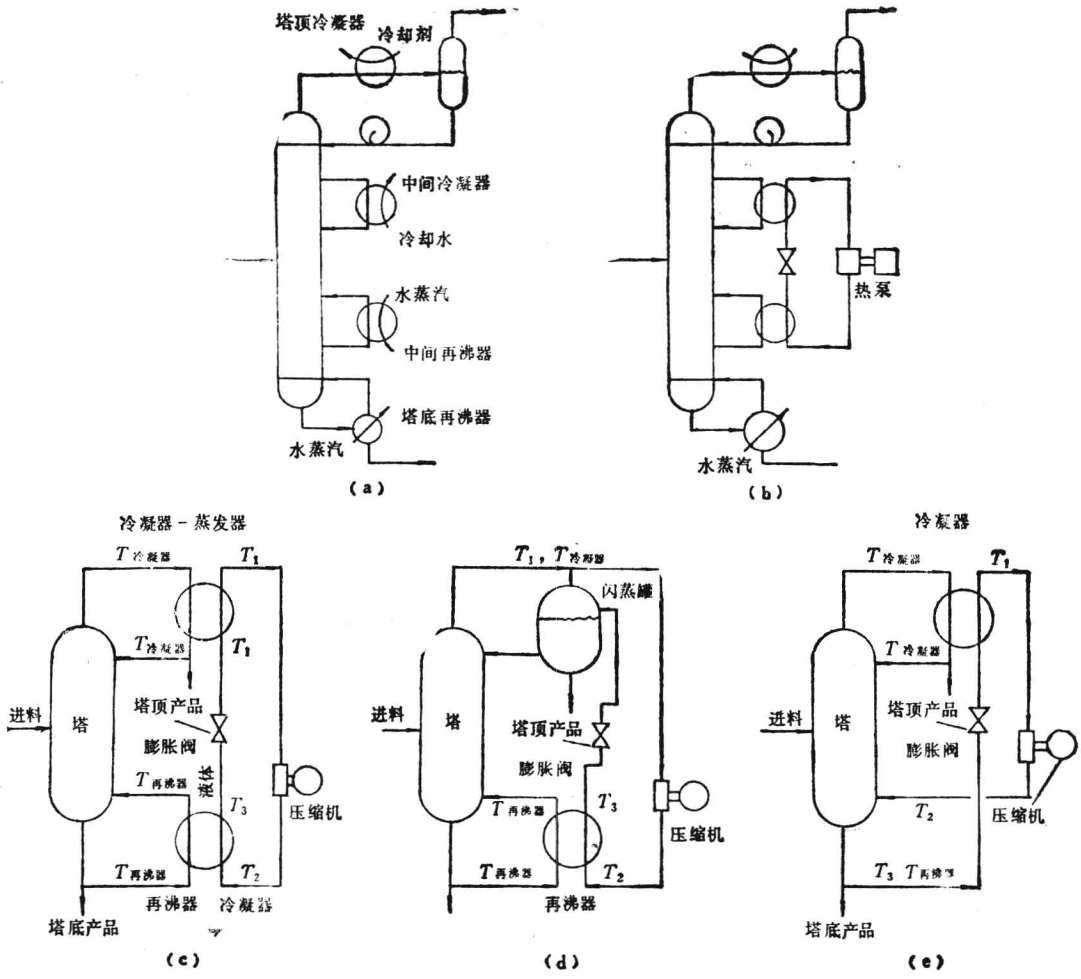 塔顶冷凝器
冷却剂
中间冷凝器
冷却水
水蒸汽
中间再沸器
塔底再沸器
水蒸汽
(a)
热泵
水蒸汽
(b)
冷凝器-蒸发器
T冷凝器
T₁
T冷凝器
T₁
进料
塔
塔顶产品
膨胀阀
液体
T再沸器
T₃
压缩机
T再沸器
T₂
再沸器
冷凝器
塔底产品
(c)
T₁, T冷凝器
闪蒸罐
进料
塔
塔顶产品
膨胀阀
T再沸器
T₃
压缩机
T再沸器
T₂
再沸器
(d)
冷凝器
T冷凝器
T₁
T冷凝器
进料
塔
塔顶产品
膨胀阀
T₂
压缩机
T₃ T再沸器
塔底产品
(e)